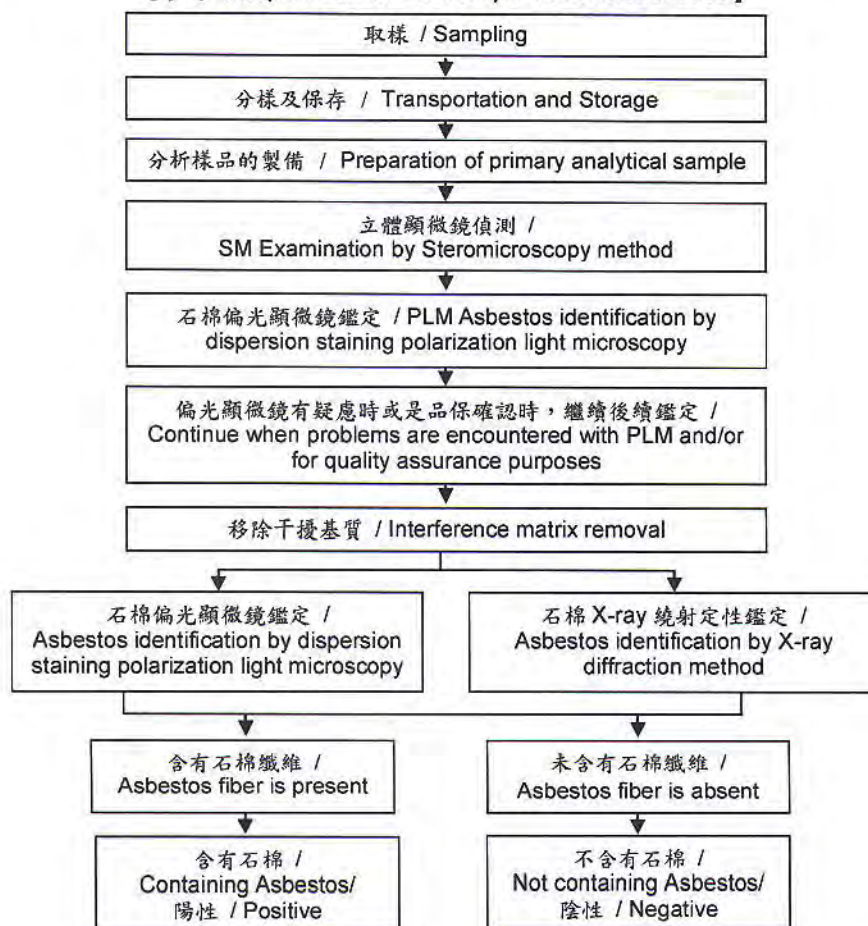 取樣 / Sampling
分樣及保存 / Transportation and Storage
分析樣品的製備 / Preparation of primary analytical sample
立體顯微鏡偵測 /
SM Examination by Steromicroscopy method
石棉偏光顯微鏡鑑定 / PLM Asbestos identification by
dispersion staining polarization light microscopy
偏光顯微鏡有疑慮時或是品保確認時，繼續後續鑑定 /
Continue when problems are encountered with PLM and/or
for quality assurance purposes
移除干擾基質 / Interference matrix removal
石棉偏光顯微鏡鑑定 /
Asbestos identification by dispersion
staining polarization light microscopy
石棉 X-ray 繞射定性鑑定 /
Asbestos identification by X-ray
diffraction method
含有石棉纖維 /
Asbestos fiber is present
未含有石棉纖維 /
Asbestos fiber is absent
含有石棉 /
Containing Asbestos/
陽性 / Positive
不含有石棉 /
Not containing Asbestos/
陰性 / Negative